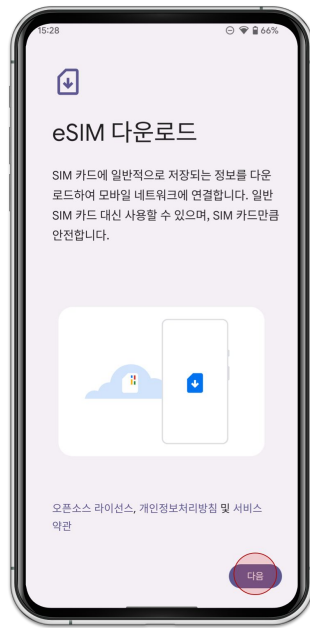 15:28
66%
eSIM 다운로드
SIM 카드에 일반적으로 저장되는 정보를 다운
로드하여 모바일 네트워크에 연결합니다. 일반
SIM 카드 대신 사용할 수 있으며, SIM 카드만큼
안전합니다.
오픈소스 라이선스, 개인정보처리방침 및 서비스
약관
다음